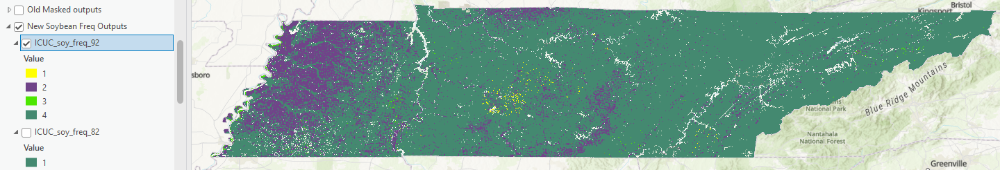 Old Masked outputs
New Soybean Freq Outputs
ICUC_soy_freq_92
Value
1
2
3
4
ICUC_soy_freq_82
Value
1
Bristol
Kingsport
sboro
National Park
Blue Ridge Mountains
Nantahala
National Forest
Greenville